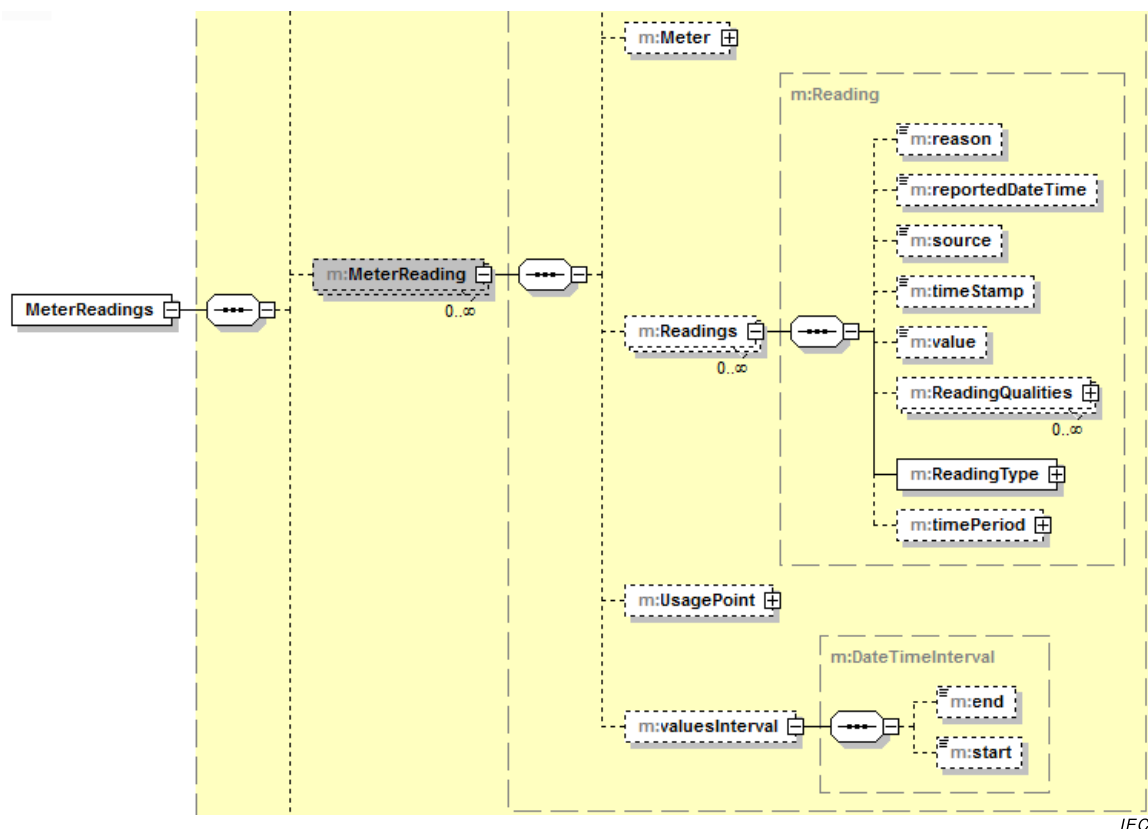 m:Meter
m:Reading
m:reason
m:reportedDateTime
m:source
m:MeterReading
0..∞
m:timeStamp
MeterReadings
m:Readings
0..∞
m:value
m:ReadingQualities
0..∞
m:ReadingType
m:timePeriod
m:UsagePoint
m:DateTimeInterval
m:end
m:valuesInterval
m:start
IEC